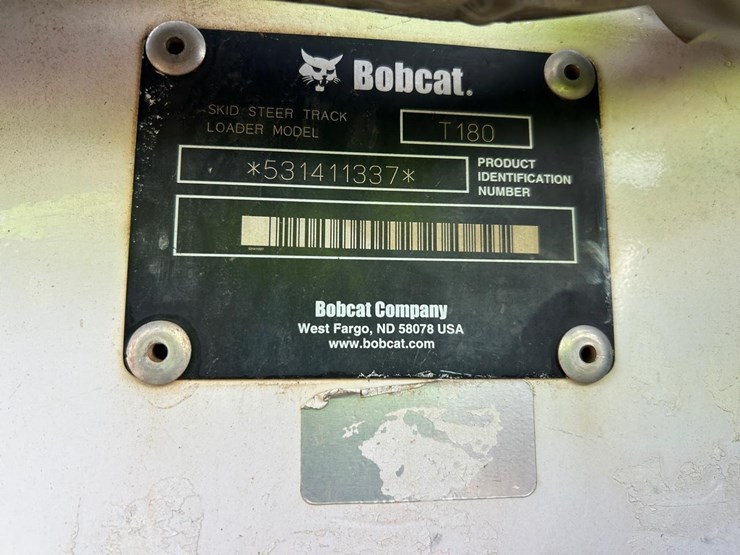 Bobcat.
SKID STEER TRACK
LOADER MODEL
T180
*531411337*
PRODUCT
IDENTIFICATION
NUMBER
Bobcat Company
West Fargo, ND 58078 USA
www.bobcat.com